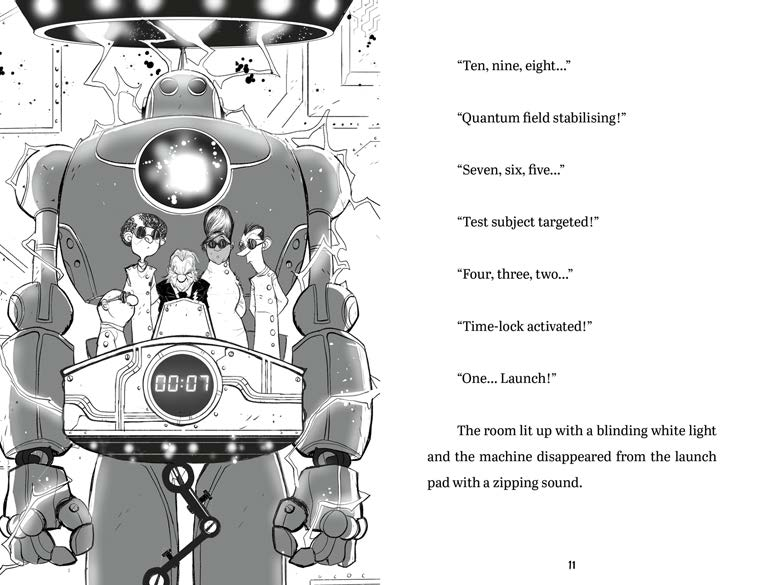 00:07
“Ten, nine, eight...”
“Quantum field stabilising!”
“Seven, six, five...”
“Test subject targeted!”
“Four, three, two...”
“Time-lock activated!”
“One... Launch!”
The room lit up with a blinding white light
and the machine disappeared from the launch
pad with a zipping sound.
11